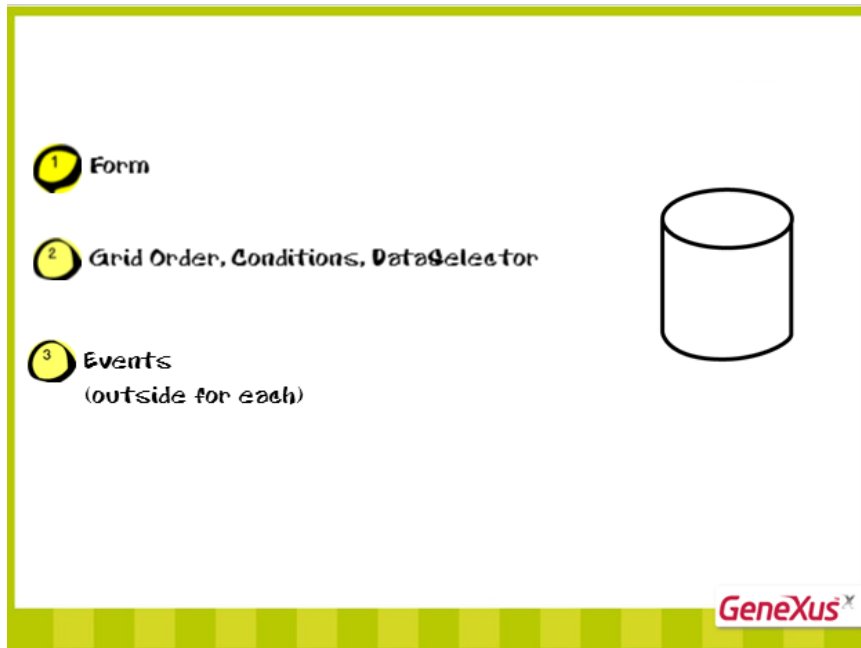 1 Form
2 Grid Order, Conditions, DataSelector
3 Events
(outside for each)
GeneXus X